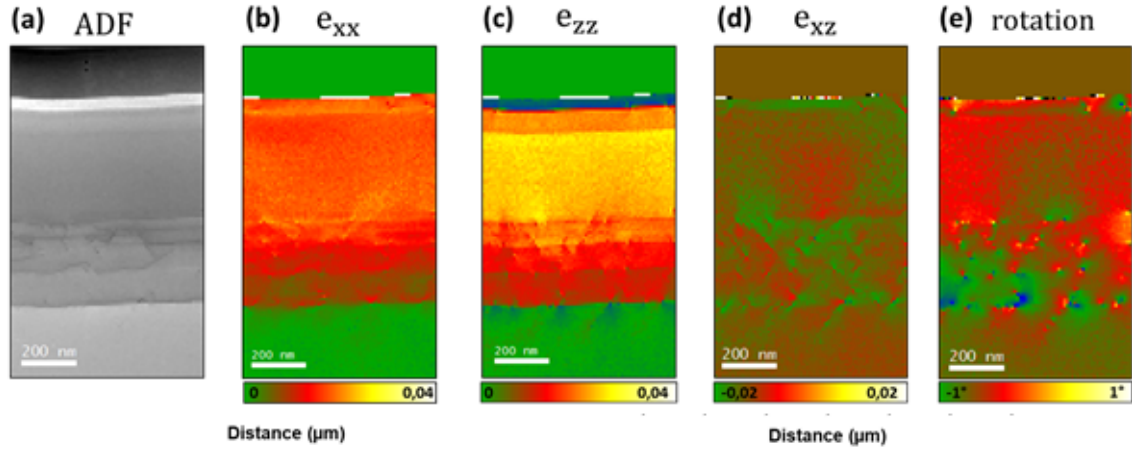 (a) ADF
(b) exx
(c) ezz
(d) exz
(e) rotation
200 nm
200 nm
200 nm
200 nm
200 nm
0 0,04
0 0,04
-0,02 0,02
-1° 1°
Distance (µm)
Distance (µm)